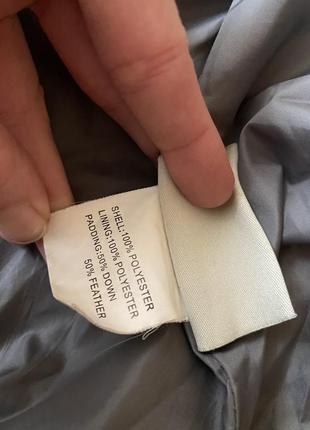 SHELL:100% POLYESTER
LINING:100% POLYESTER
PADDING:50% DOWN
50% FEATHER